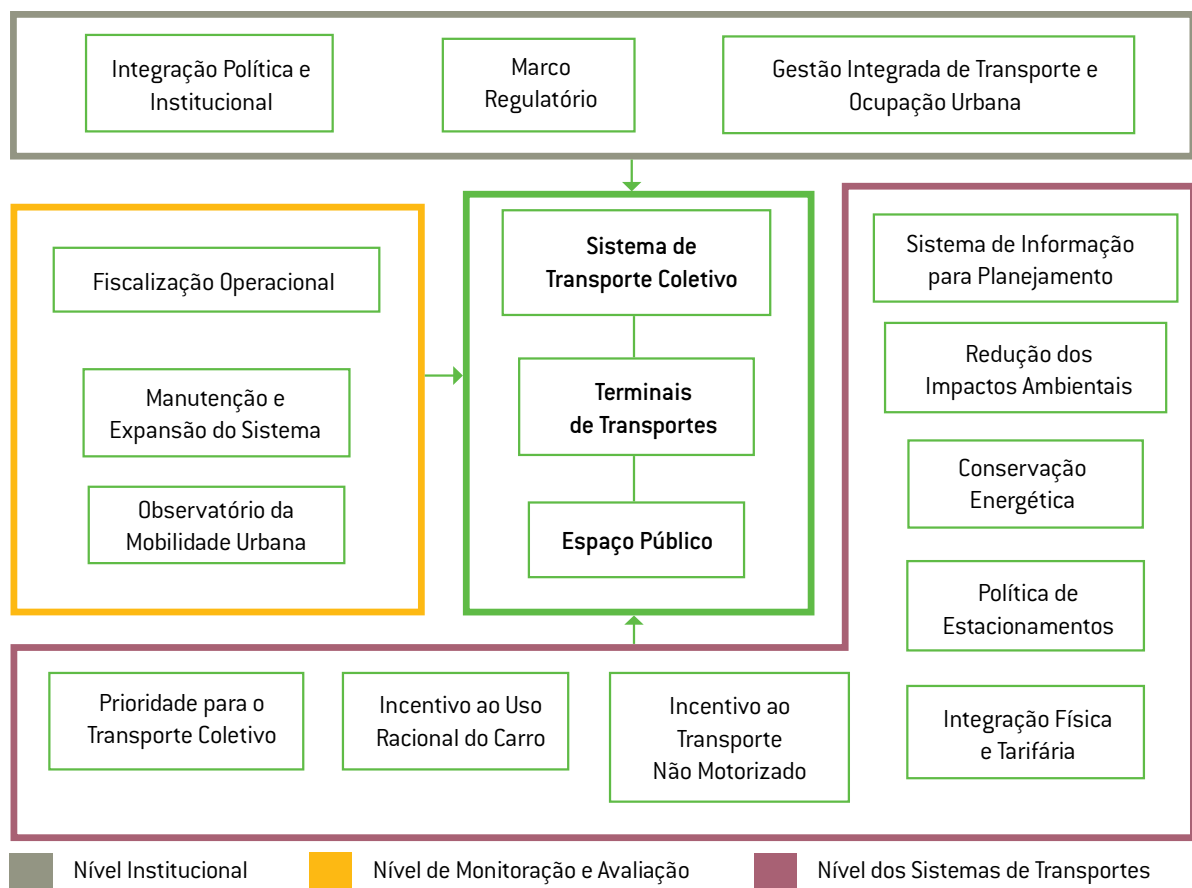 Integração Política e
Institucional
Marco
Regulatório
Gestão Integrada de Transporte e
Ocupação Urbana
Fiscalização Operacional
Manutenção e
Expansão do Sistema
Observatório da
Mobilidade Urbana
Sistema de
Transporte Coletivo
Terminais
de Transportes
Espaço Público
Sistema de Informação
para Planejamento
Redução dos
Impactos Ambientais
Conservação
Energética
Política de
Estacionamentos
Integração Física
e Tarifária
Prioridade para o
Transporte Coletivo
Incentivo ao Uso
Racional do Carro
Incentivo ao
Transporte
Não Motorizado
Nível Institucional
Nível de Monitoração e Avaliação
Nível dos Sistemas de Transportes